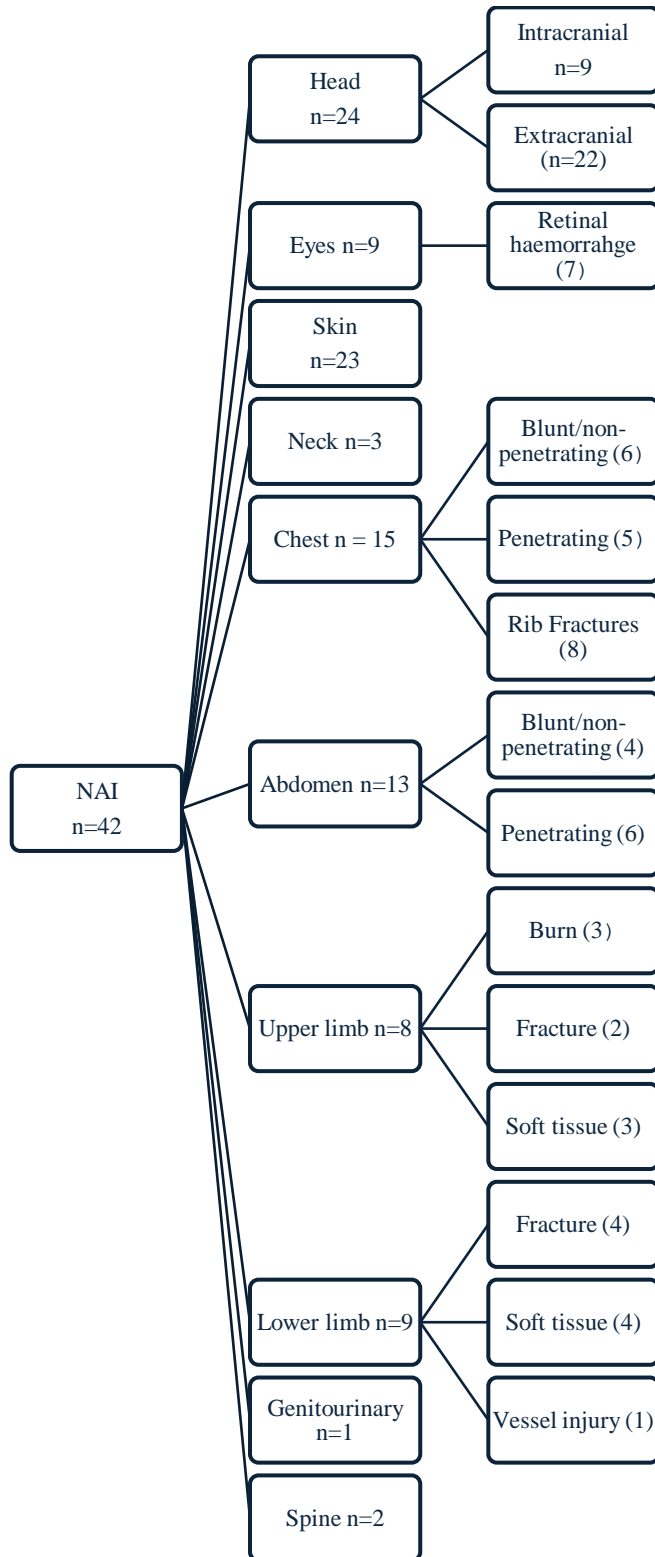 NAI
n=42
Head
n=24
Intracranial
n=9
Extracranial
(n=22)
Eyes n=9
Retinal
haemorrahge
(7)
Skin
n=23
Neck n=3
Chest n = 15
Blunt/non-
penetrating (6)
Penetrating (5)
Rib Fractures
(8)
Abdomen n=13
Blunt/non-
penetrating (4)
Penetrating (6)
Upper limb n=8
Burn (3)
Fracture (2)
Soft tissue (3)
Lower limb n=9
Fracture (4)
Soft tissue (4)
Vessel injury (1)
Genitourinary
n=1
Spine n=2